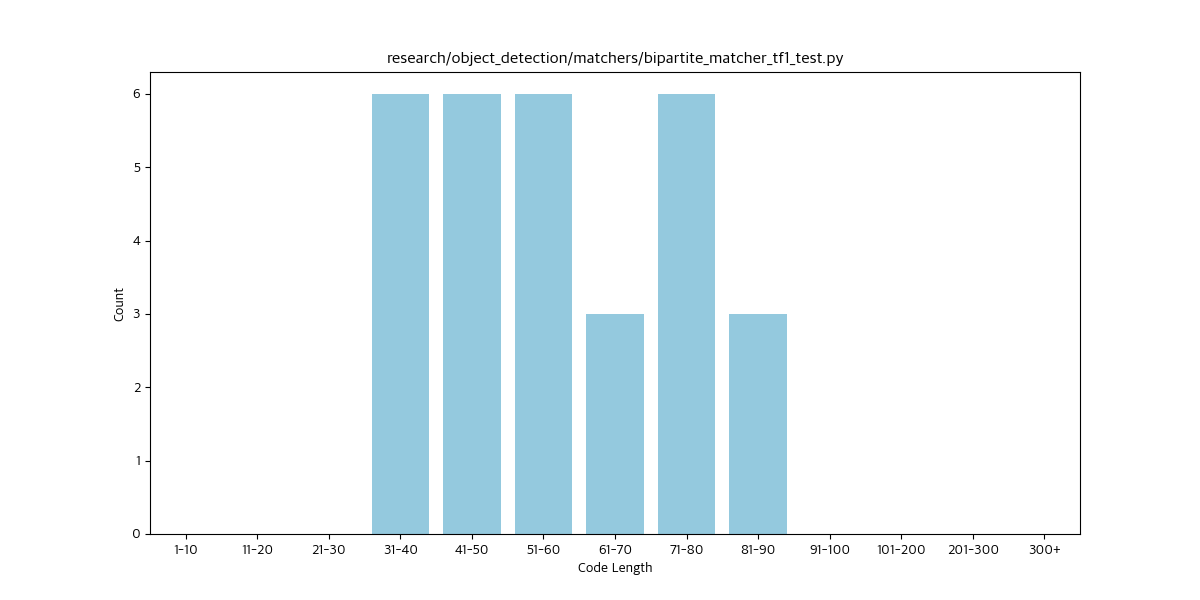 research/object_detection/matchers/bipartite_matcher_tf1_test.py
6
5
4
3
2
1
0
Count
1-10 11-20 21-30 31-40 41-50 51-60 61-70 71-80 81-90 91-100 101-200 201-300 300+
Code Length